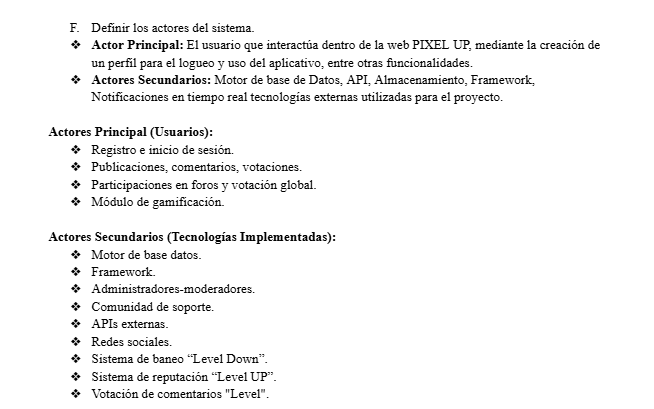 F. Definir los actores del sistema.
❖ Actor Principal: El usuario que interactúa dentro de la web PIXEL UP, mediante la creación de
un perfil para el logueo y uso del aplicativo, entre otras funcionalidades.
❖ Actores Secundarios: Motor de base de Datos, API, Almacenamiento, Framework,
Notificaciones en tiempo real tecnologías externas utilizadas para el proyecto.
Actores Principal (Usuarios):
❖ Registro e inicio de sesión.
❖ Publicaciones, comentarios, votaciones.
❖ Participaciones en foros y votación global.
❖ Módulo de gamificación.
Actores Secundarios (Tecnologías Implementadas):
❖ Motor de base datos.
❖ Framework.
❖ Administradores-moderadores.
❖ Comunidad de soporte.
❖ APIs externas.
❖ Redes sociales.
❖ Sistema de baneo “Level Down”.
❖ Sistema de reputación “Level UP”.
❖ Votación de comentarios "Level".